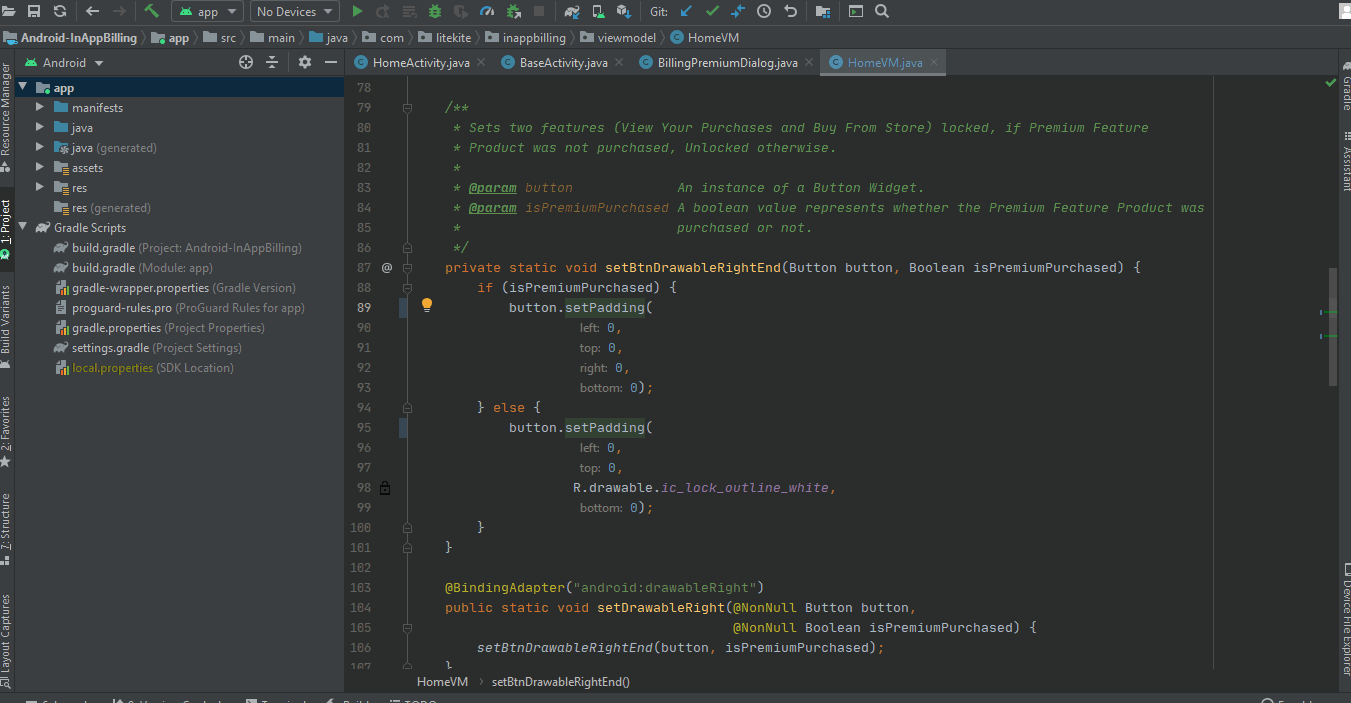 app No Devices Git:
Android-InAppBilling app src main java com litekite inappbilling viewmodel HomeVM
Android
HomeActivity.java BaseActivity.java BillingPremiumDialog.java HomeVM.java
app
manifests
java
java (generated)
assets
res
res (generated)
Gradle Scripts
build.gradle (Project: Android-InAppBilling)
build.gradle (Module: app)
gradle-wrapper.properties (Gradle Version)
proguard-rules.pro (ProGuard Rules for app)
gradle.properties (Project Properties)
settings.gradle (Project Settings)
local.properties (SDK Location)
Resource Manager
1: Project
Build Variants
2: Favorites
7: Structure
Layout Captures
78
79 /**
80 * Sets two features (View Your Purchases and Buy From Store) locked, if Premium Feature
81 * Product was not purchased, Unlocked otherwise.
82 *
83 * @param button An instance of a Button Widget.
84 * @param isPremiumPurchased A boolean value represents whether the Premium Feature Product was
85 * purchased or not.
86 */
87 @ private static void setBtnDrawableRightEnd(Button button, Boolean isPremiumPurchased) {
88 if (isPremiumPurchased) {
89 button.setPadding(
90 left: 0,
91 top: 0,
92 right: 0,
93 bottom: 0);
94 } else {
95 button.setPadding(
96 left: 0,
97 top: 0,
98 R.drawable.ic_lock_outline_white,
99 bottom: 0);
100 }
101 }
102
103 @BindingAdapter("android:drawableRight")
104 public static void setDrawableRight(@NonNull Button button,
105 @NonNull Boolean isPremiumPurchased) {
106 setBtnDrawableRightEnd(button, isPremiumPurchased);
107 }
HomeVM setBtnDrawableRightEnd()
Gradle
Assistant
Device File Explorer
TODO